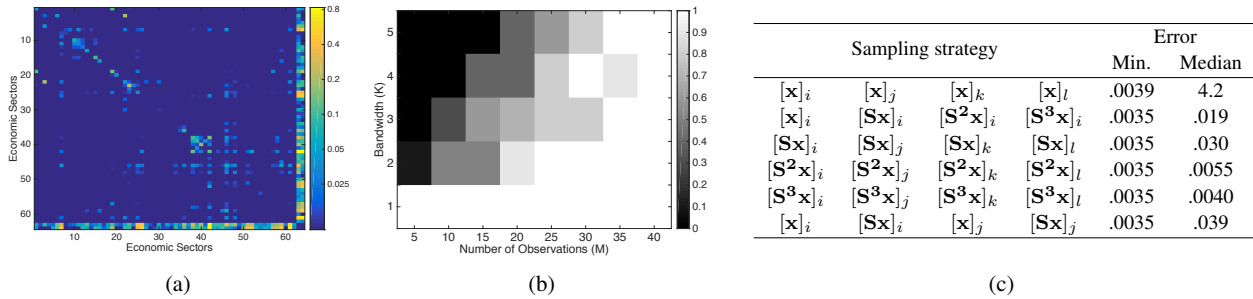 10
20
30
40
50
60
Economic Sectors
10 20 30 40 50 60
Economic Sectors
0.8
0.4
0.2
0.1
0.025
(a)
5
4
3
2
1
Bandwidth (K)
5 10 15 20 25 30 35 40
Number of Observations (M)
1
0.9
0.8
0.7
0.6
0.5
0.4
0.3
0.2
0.1
0
(b)
Sampling strategy Error
Min. Median
[x]i [x]j [x]k [x]l .0039 4.2
[x]i [Sx]i [S²x]i [S³x]i .0035 .019
[Sx]i [Sx]j [Sx]k [Sx]l .0035 .030
[S²x]i [S²x]j [S²x]k [S²x]l .0035 .0055
[S³x]i [S³x]j [S³x]k [S³x]l .0035 .0040
[x]i [Sx]i [x]j [Sx]j .0035 .039
(c)